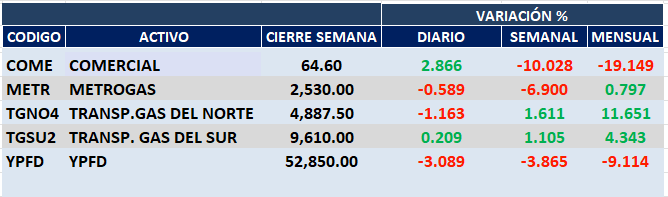 VARIACIÓN %
CODIGO ACTIVO CIERRE SEMANA DIARIO SEMANAL MENSUAL
COME COMERCIAL 64.60 2.866 -10.028 -19.149
METR METROGAS 2,530.00 -0.589 -6.900 0.797
TGNO4 TRANSP.GAS DEL NORTE 4,887.50 -1.163 1.611 11.651
TGSU2 TRANSP. GAS DEL SUR 9,610.00 0.209 1.105 4.343
YPFD YPFD 52,850.00 -3.089 -3.865 -9.114